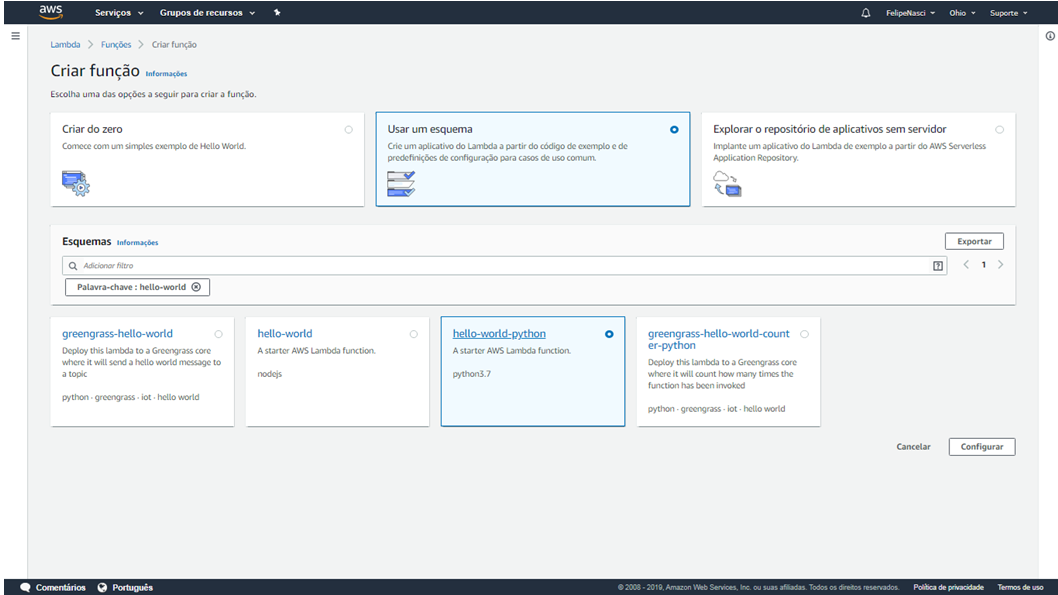 aws Serviços Grupos de recursos FelipeNasci Ohio Suporte
Lambda > Funções > Criar função
Criar função Informações
Escolha uma das opções a seguir para criar a função.
Criar do zero
Comece com um simples exemplo de Hello World.
Usar um esquema
Crie um aplicativo do Lambda a partir do código de exemplo e de
predefinições de configuração para casos de uso comum.
Explorar o repositório de aplicativos sem servidor
Implante um aplicativo do Lambda de exemplo a partir do AWS Serverless
Application Repository.
Esquemas Informações
Exportar
Adicionar filtro
< 1 >
Palavra-chave : hello-world
greengrass-hello-world
Deploy this lambda to a Greengrass core
where it will send a hello world message to
a topic
python · greengrass · iot · hello world
hello-world
A starter AWS Lambda function.
nodejs
hello-world-python
A starter AWS Lambda function.
python3.7
greengrass-hello-world-count
er-python
Deploy this lambda to a Greengrass core
where it will count how many times the
function has been invoked
python · greengrass · iot · hello world
Cancelar Configurar
Comentários Português © 2008 - 2019, Amazon Web Services, Inc. ou suas afiliadas. Todos os direitos reservados. Política de privacidade Termos de uso